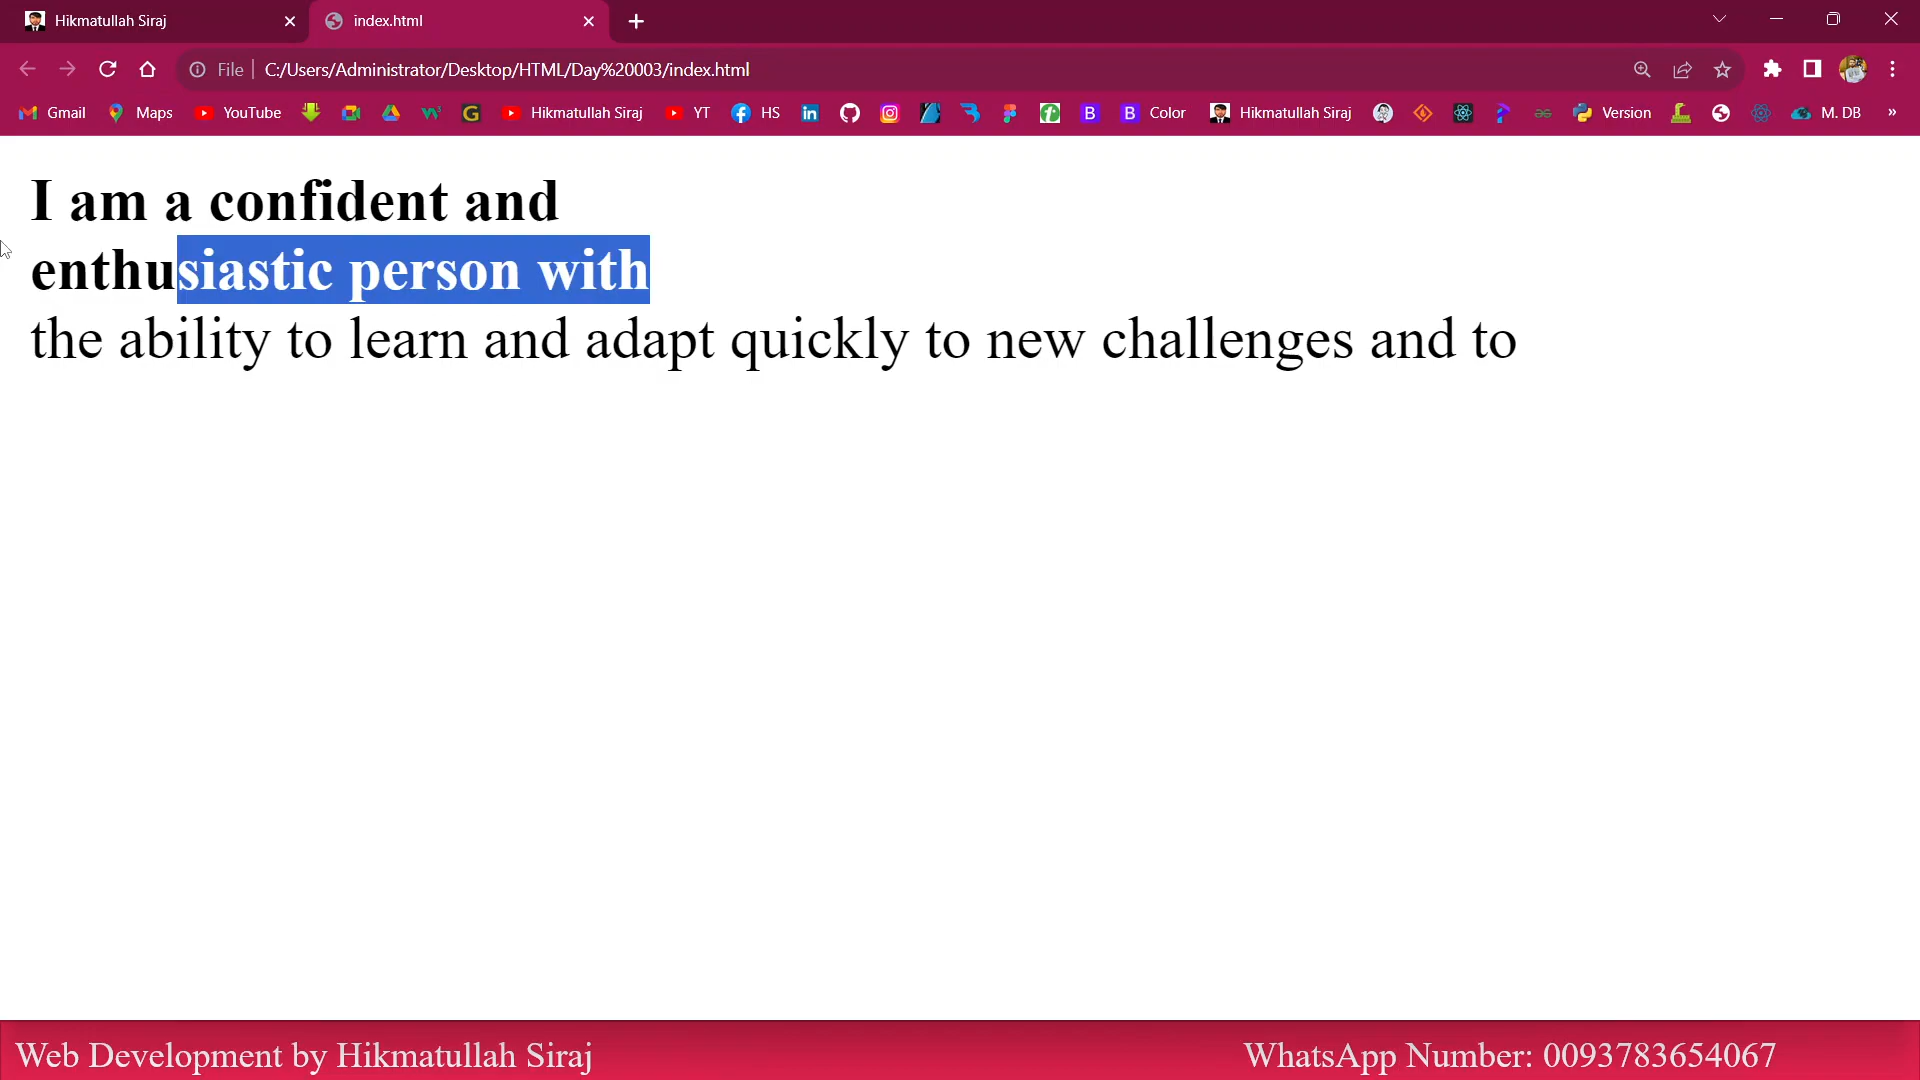 Hikmatullah Siraj
index.html
File
C:/Users/Administrator/Desktop/HTML/Day%20003/index.html
Gmail Maps YouTube Hikmatullah Siraj YT HS Color Hikmatullah Siraj Version M. DB »
I am a confident and
enthusiastic person with
the ability to learn and adapt quickly to new challenges and to
Web Development by Hikmatullah Siraj
WhatsApp Number: 0093783654067